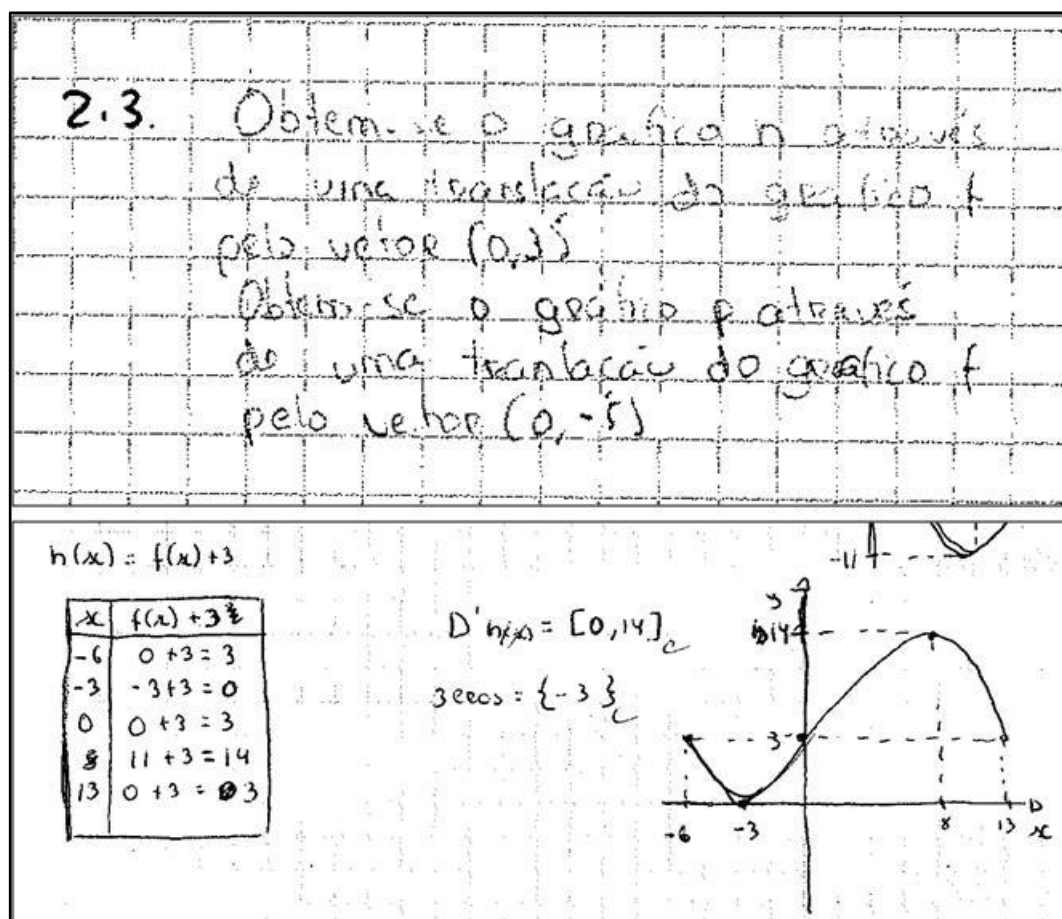 2.3. Obtem-se o gráfico h através
de uma translação do gráfico f
pelo vetor (0,3)
Obtem-se o gráfico p através
de uma tranlação do gráfico f
pelo vetor (0,-5)
h(x) = f(x)+3
x f(x) + 3
-6 0 + 3 = 3
-3 -3+3 = 0
0 0 + 3 = 3
8 11 + 3 = 14
13 0 + 3 = 3
D'h(x) = [0,14] c
zeros = {-3} c
-11
y
14
3
-6 -3 8 13
x